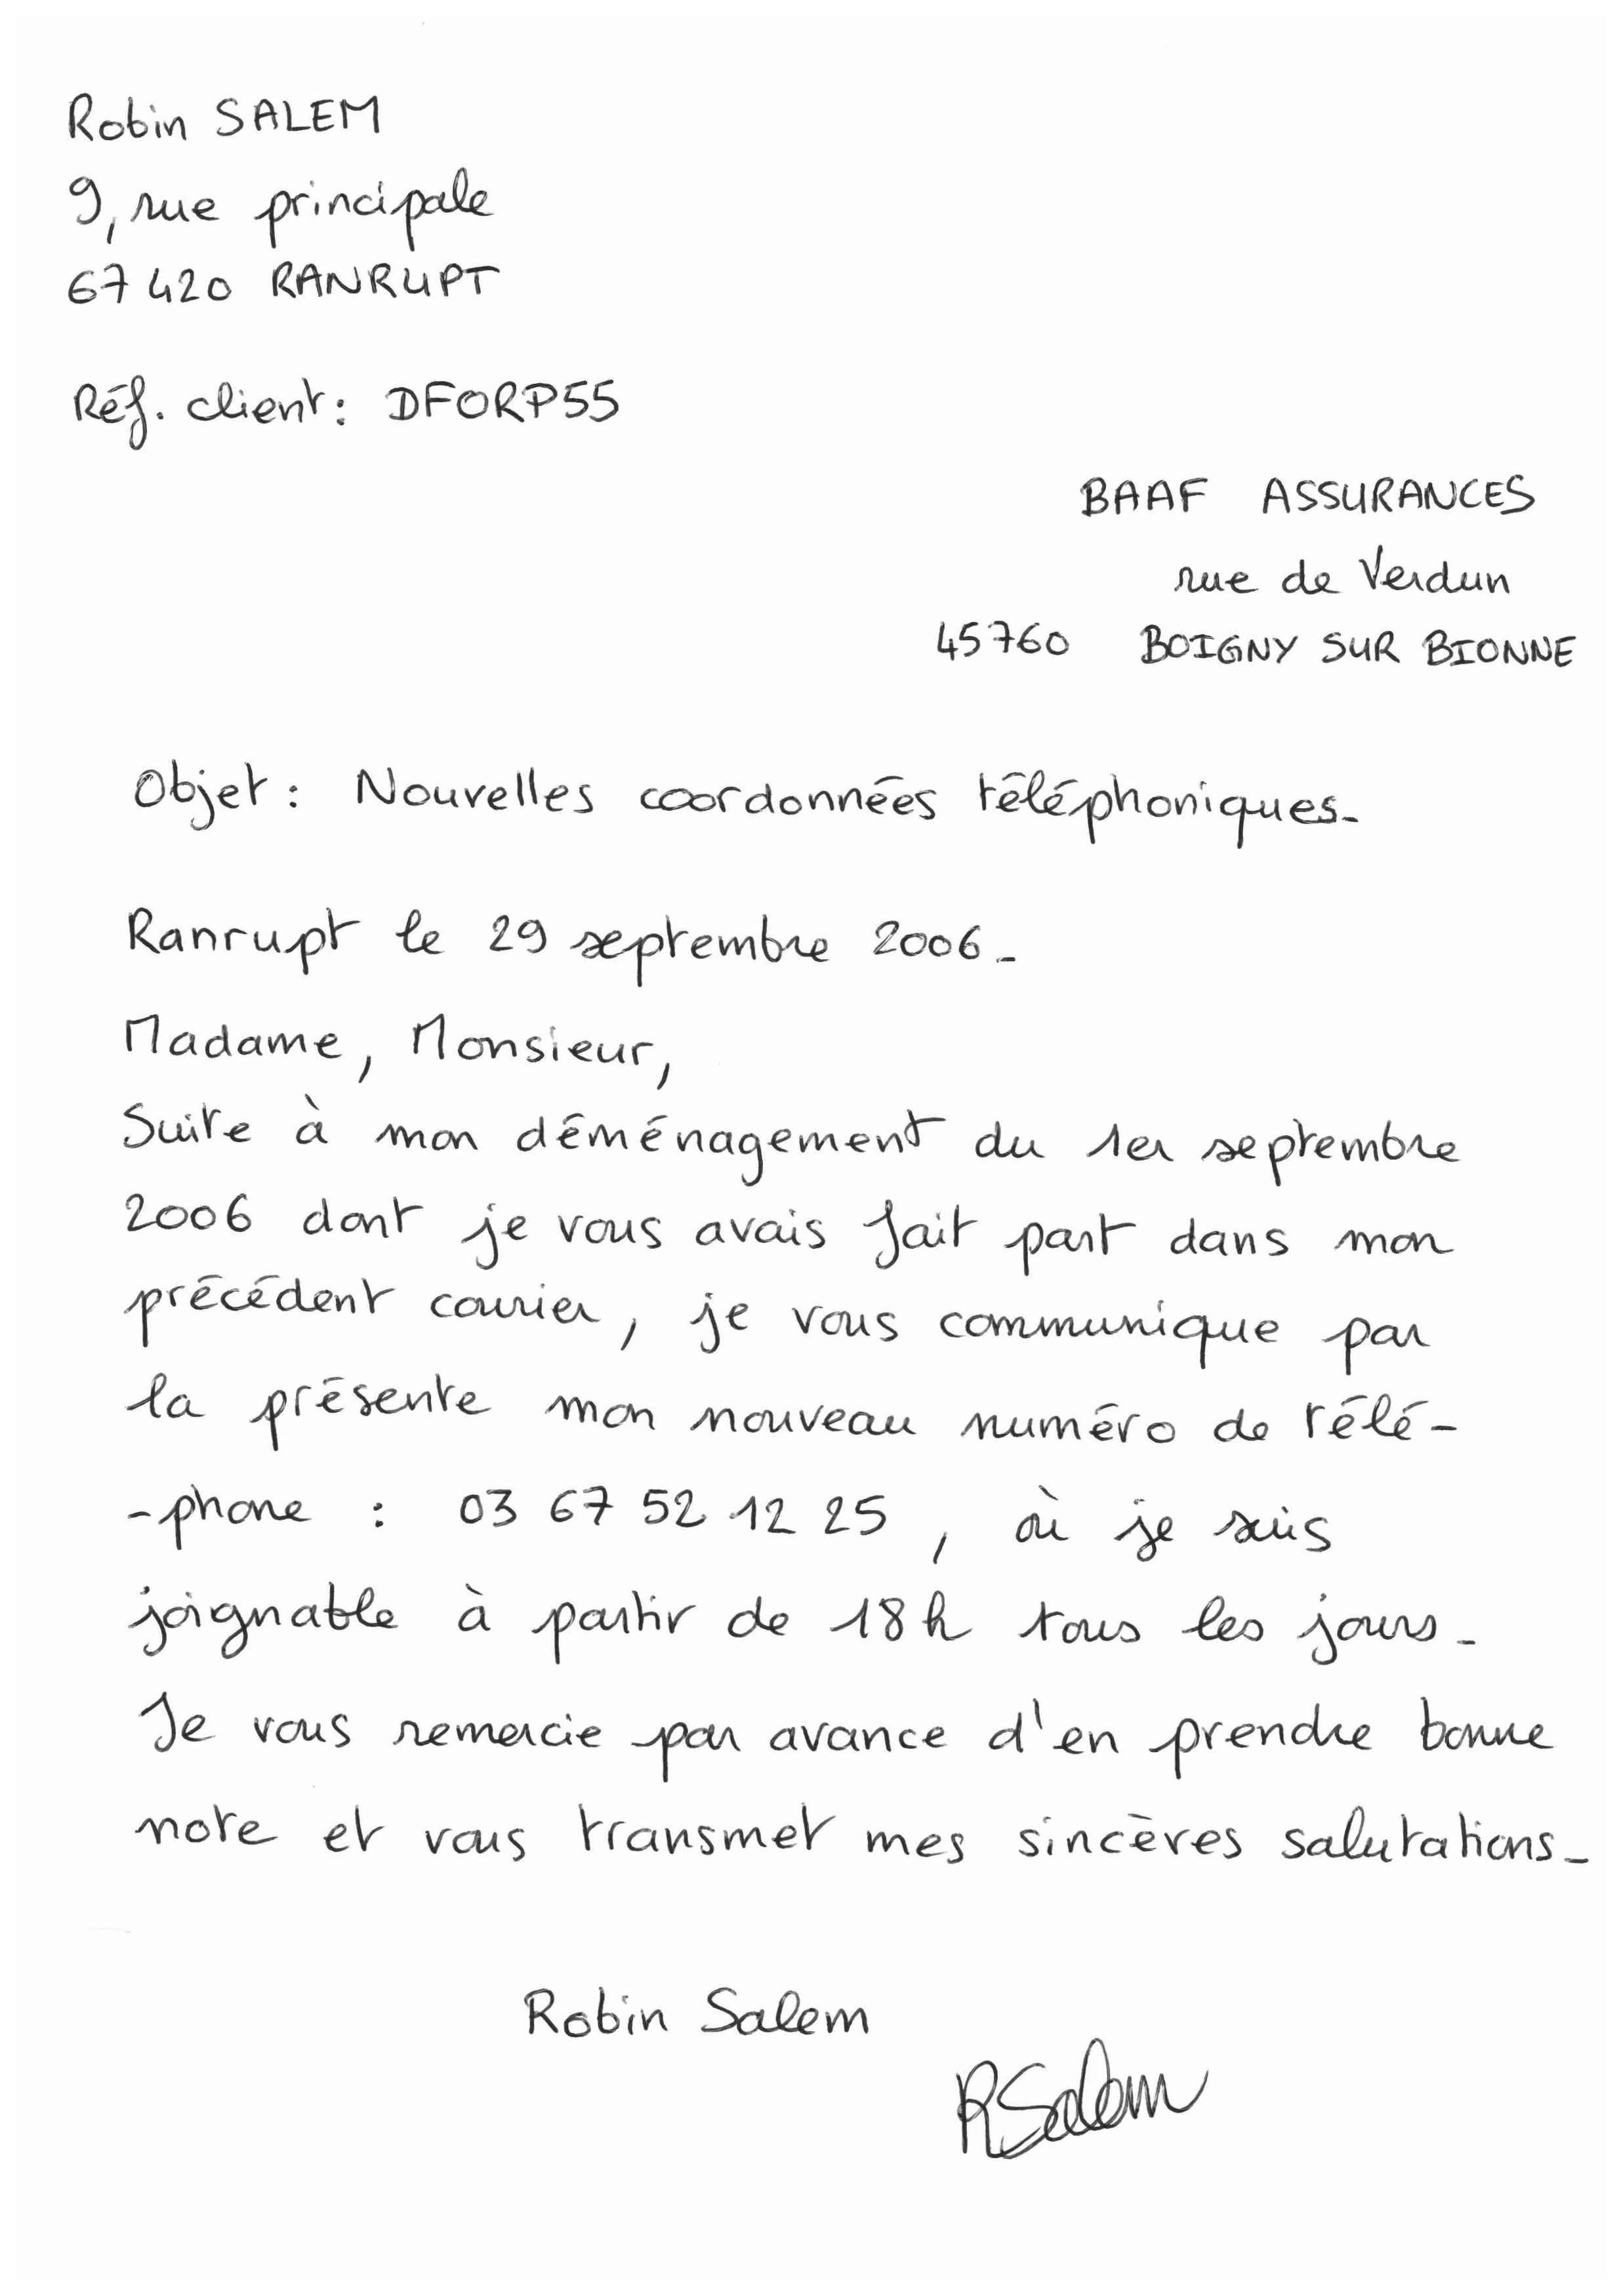 Robin SALEM
9, rue principale
67420 RANRUPT
Réf. client : DFORP55
BAAF ASSURANCES
rue de Verdun
45760 BOIGNY SUR BIONNE
Objet : Nouvelles coordonnées téléphoniques.
Ranrupt le 29 septembre 2006.
Madame, Monsieur,
Suite à mon déménagement du 1er septembre
2006 dont je vous avais fait part dans mon
précédent courier, je vous communique par
la présente mon nouveau numéro de télé-
-phone : 03 67 52 12 25, où je suis
joignable à partir de 18h tous les jours.
Je vous remercie par avance d'en prendre bonne
note et vous transmet mes sincères salutations.
Robin Salem
RSalem